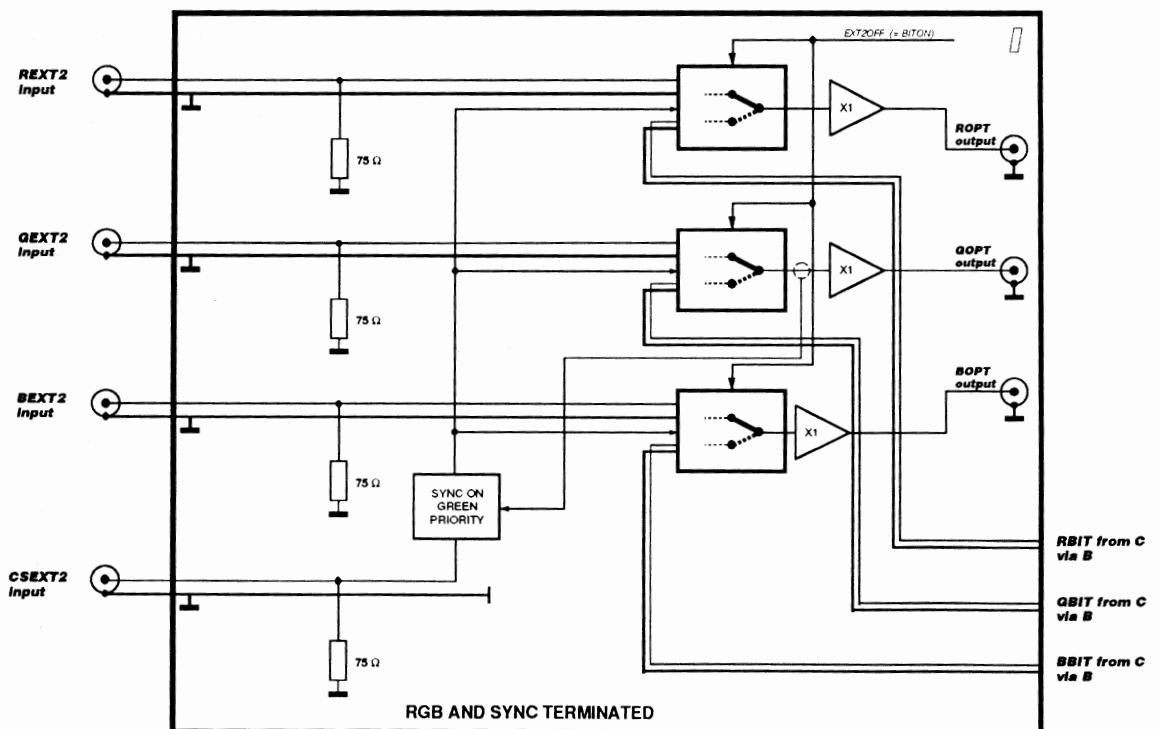 EXT2OFF (= BITON)
REXT2
Input
X1
ROPT
output
75 Ω
GEXT2
Input
X1
GOPT
output
75 Ω
BEXT2
Input
X1
BOPT
output
75 Ω
SYNC ON
GREEN
PRIORITY
RBIT from C
via B
CSEXT2
Input
GBIT from C
via B
75 Ω
BBIT from C
via B
RGB AND SYNC TERMINATED